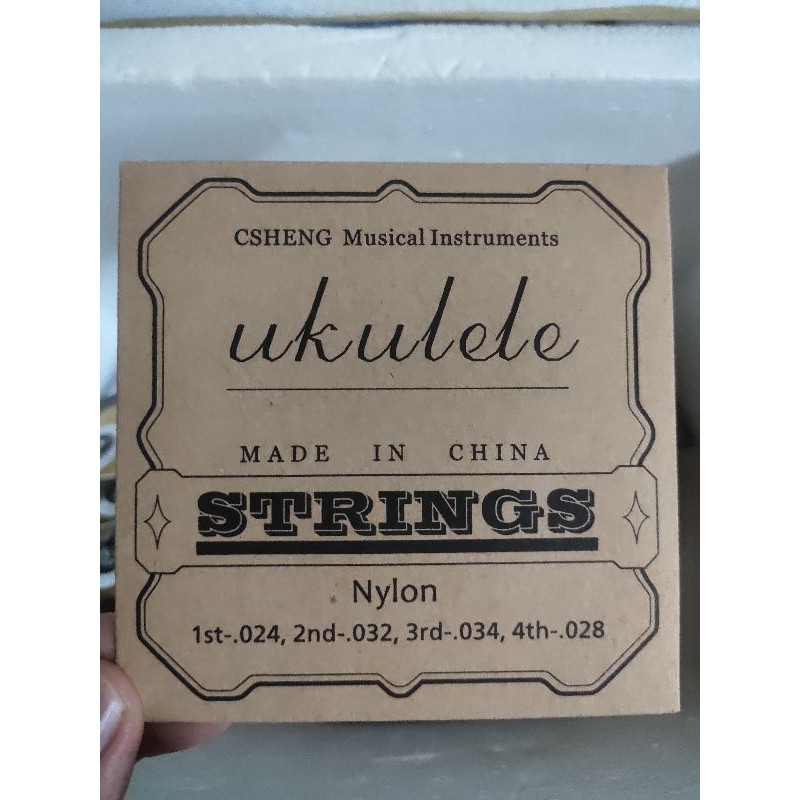 CSHENG Musical Instruments
ukulele
MADE IN CHINA
STRINGS
Nylon
1st-.024, 2nd-.032, 3rd-.034, 4th-.028